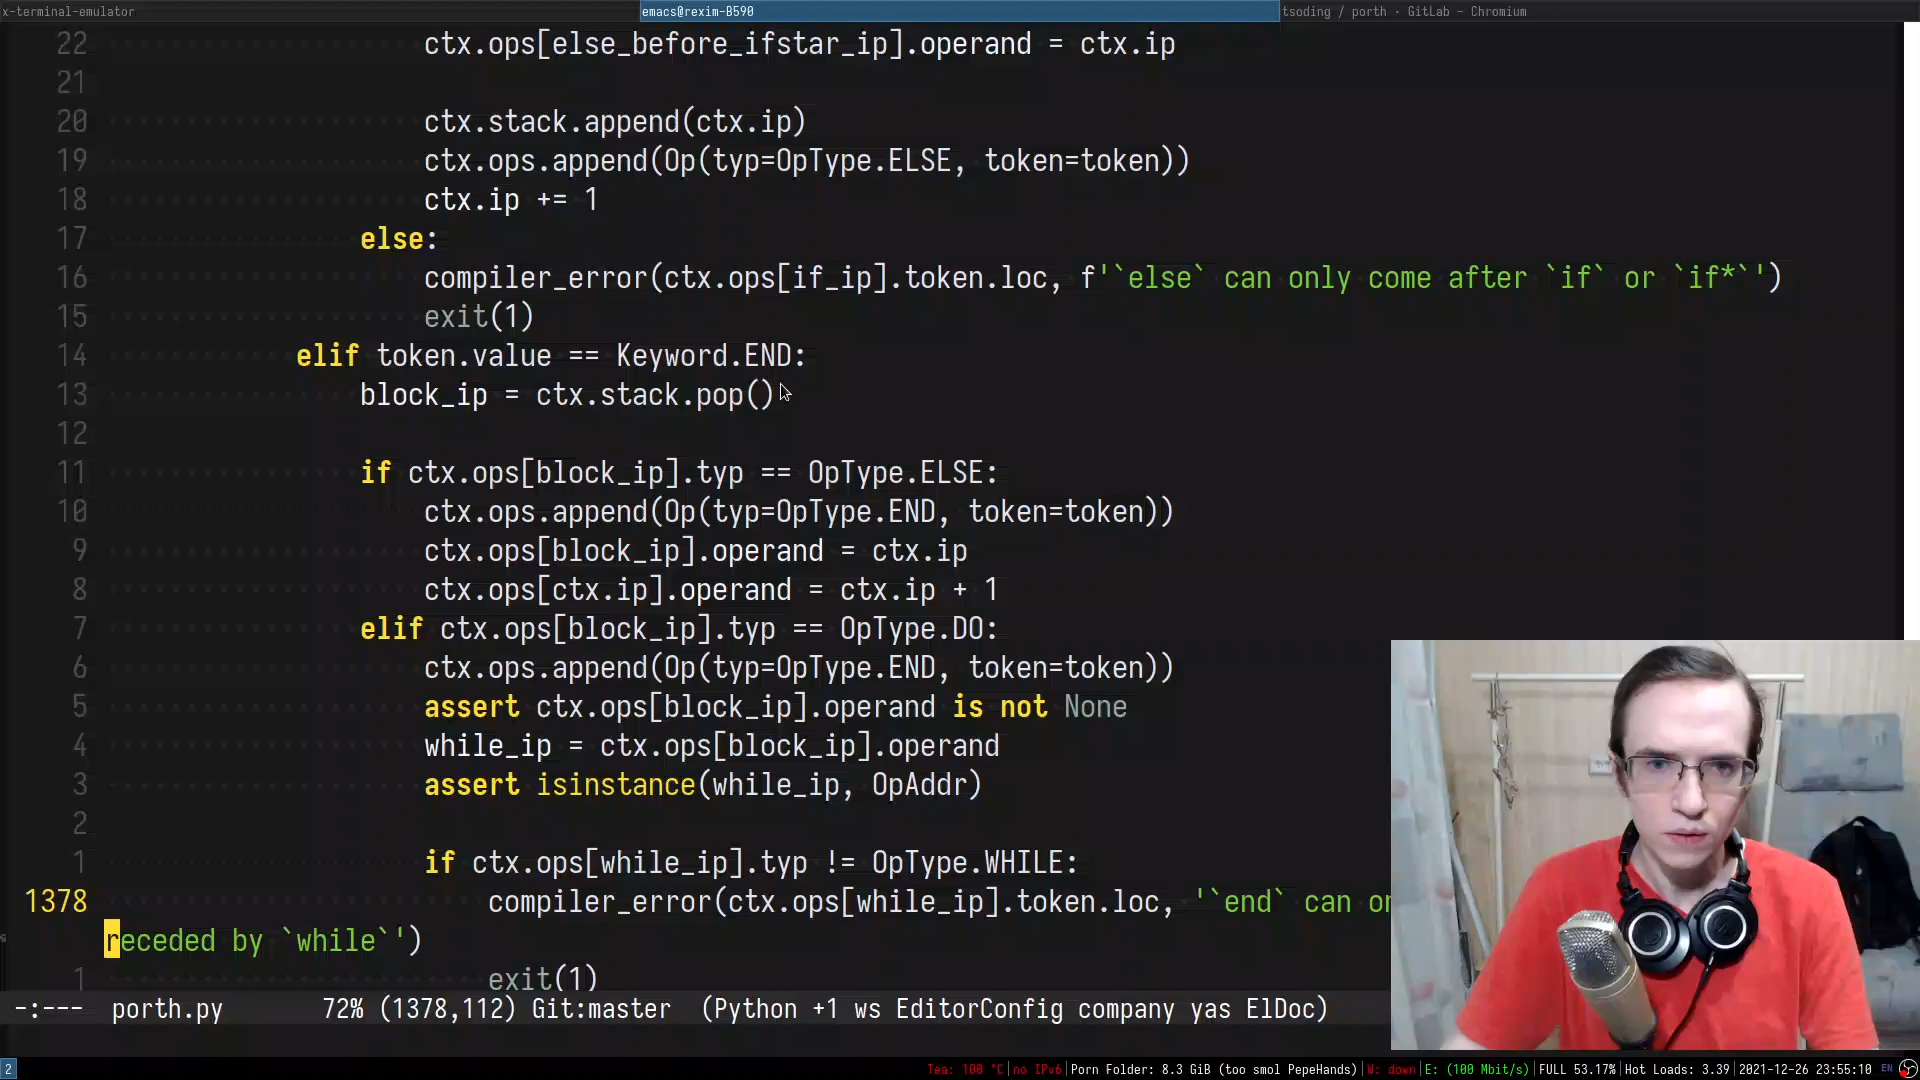 x-terminal-emulator emacs@rexim-B590 tsoding / porth · GitLab - Chromium
22 ctx.ops[else_before_ifstar_ip].operand = ctx.ip
21
20 ctx.stack.append(ctx.ip)
19 ctx.ops.append(Op(typ=OpType.ELSE, token=token))
18 ctx.ip += 1
17 else:
16 compiler_error(ctx.ops[if_ip].token.loc, f'`else` can only come after `if` or `if*`')
15 exit(1)
14 elif token.value == Keyword.END:
13 block_ip = ctx.stack.pop()
12
11 if ctx.ops[block_ip].typ == OpType.ELSE:
10 ctx.ops.append(Op(typ=OpType.END, token=token))
9 ctx.ops[block_ip].operand = ctx.ip
8 ctx.ops[ctx.ip].operand = ctx.ip + 1
7 elif ctx.ops[block_ip].typ == OpType.DO:
6 ctx.ops.append(Op(typ=OpType.END, token=token))
5 assert ctx.ops[block_ip].operand is not None
4 while_ip = ctx.ops[block_ip].operand
3 assert isinstance(while_ip, OpAddr)
2
1 if ctx.ops[while_ip].typ != OpType.WHILE:
1378 compiler_error(ctx.ops[while_ip].token.loc, '`end` can
receded by `while`')
1 exit(1)
-:--- porth.py 72% (1378,112) Git:master (Python +1 ws EditorConfig company yas ElDoc)
2 Tea: 100 °C|no IPv6|Porn Folder: 8.3 GiB (too smol PepeHands)|W: down|E: (100 Mbit/s)|FULL 53.17%|Hot Loads: 3.39|2021-12-26 23:55:10 EN